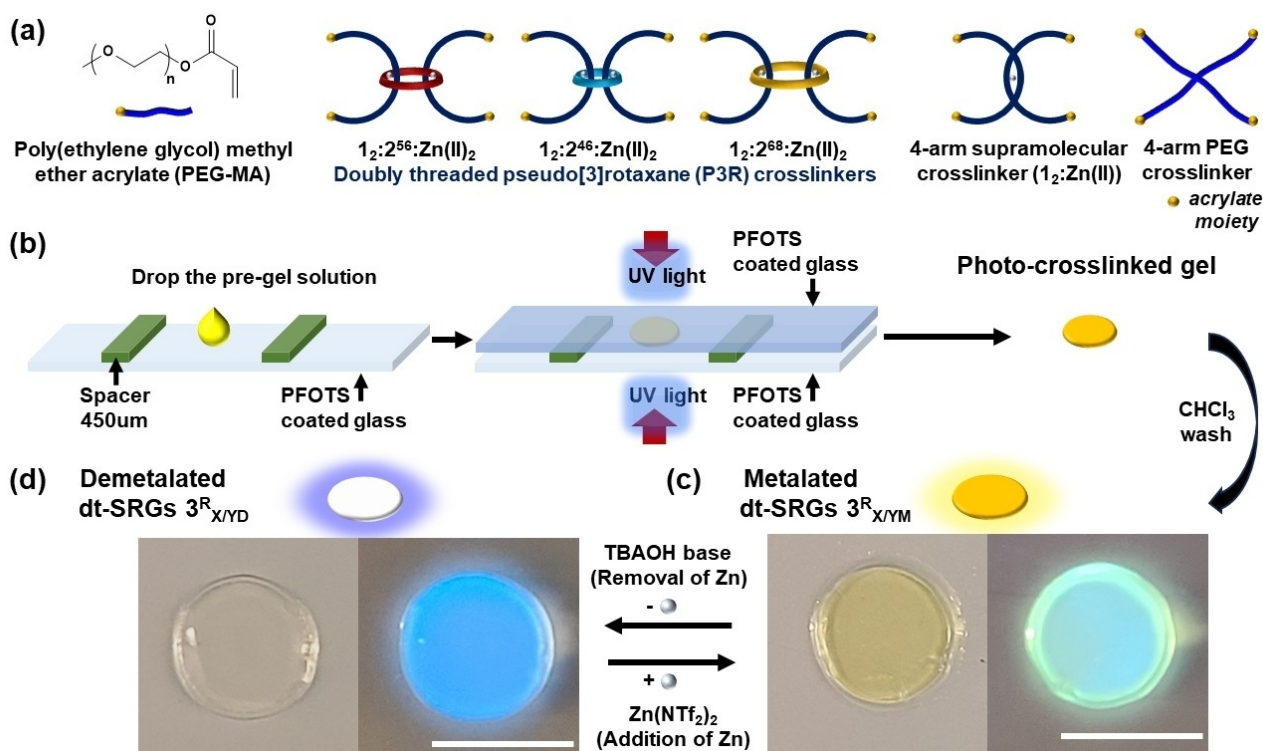 (a)
O
O
O
n
Poly(ethylene glycol) methyl
ether acrylate (PEG-MA)
1₂:2⁵⁶:Zn(II)₂
1₂:2⁴⁶:Zn(II)₂
1₂:2⁶⁸:Zn(II)₂
Doubly threaded pseudo[3]rotaxane (P3R) crosslinkers
4-arm supramolecular
crosslinker (1₂:Zn(II))
4-arm PEG
crosslinker
acrylate
moiety
(b)
Drop the pre-gel solution
Spacer
450um
PFOTS
coated glass
UV light
PFOTS
coated glass
UV light
PFOTS
coated glass
Photo-crosslinked gel
CHCl₃
wash
(d)
Demetalated
dt-SRGs 3ᴿX/YD
(c)
Metalated
dt-SRGs 3ᴿX/YM
TBAOH base
(Removal of Zn)
-
+
Zn(NTf₂)₂
(Addition of Zn)